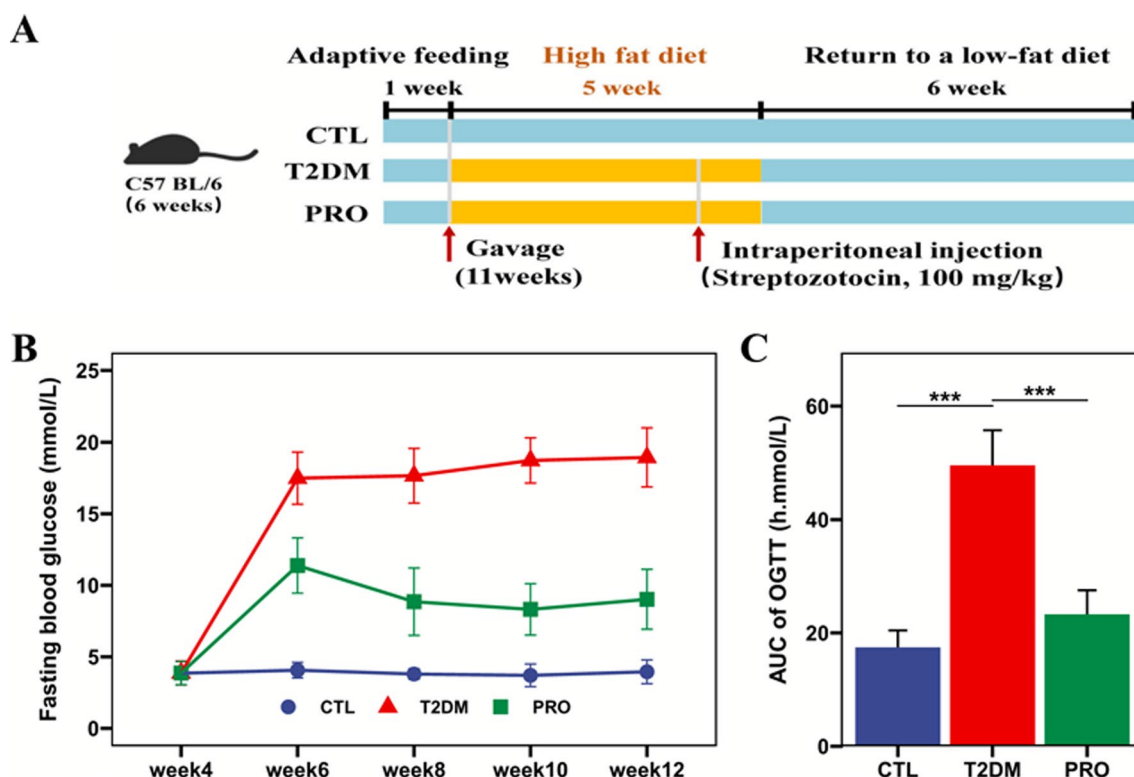 A
Adaptive feeding High fat diet Return to a low-fat diet
1 week 5 week 6 week
CTL
T2DM
PRO
C57 BL/6
(6 weeks)
Gavage
(11weeks)
Intraperitoneal injection
(Streptozotocin, 100 mg/kg)
B
Fasting blood glucose (mmol/L)
25
20
15
10
5
0
CTL T2DM PRO
week4 week6 week8 week10 week12
C
AUC of OGTT (h.mmol/L)
60
40
20
0
*** ***
CTL T2DM PRO